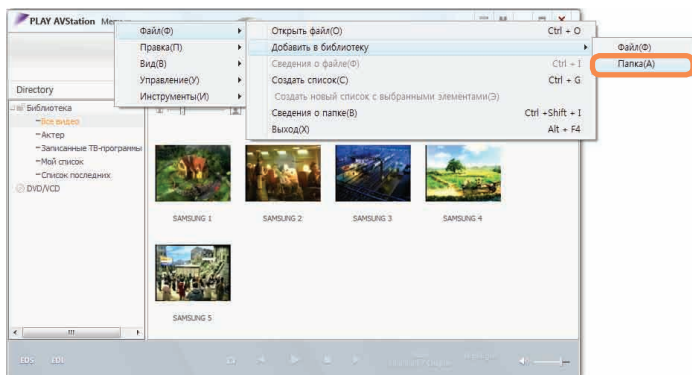 PLAY AVStation
Файл(Ф)
Правка(П)
Вид(В)
Управление(У)
Инструменты(И)
Открыть файл(О) Ctrl + O
Добавить в библиотеку
Сведения о файле(Ф) Ctrl + I
Создать список(С) Ctrl + G
Создать новый список с выбранными элементами(Э)
Сведения о папке(В) Ctrl +Shift + I
Выход(Х) Alt + F4
Файл(Ф)
Папка(А)
Directory
Библиотека
Все видео
Актер
Записанные ТВ-программы
Мой список
Список последних
DVD/VCD
SAMSUNG 1 SAMSUNG 2 SAMSUNG 3 SAMSUNG 4
SAMSUNG 5
EDS EDL